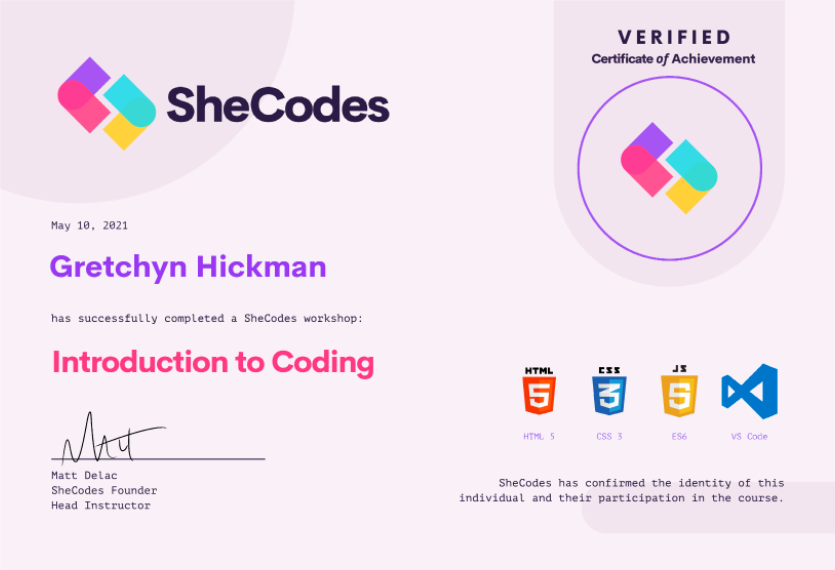 SheCodes
VERIFIED
Certificate of Achievement
May 10, 2021
Gretchyn Hickman
has successfully completed a SheCodes workshop:
Introduction to Coding
HTML
5
CSS
3
JS
5
HTML 5
CSS 3
ES6
VS Code
Matt
Matt Delac
SheCodes Founder
Head Instructor
SheCodes has confirmed the identity of this
individual and their participation in the course.